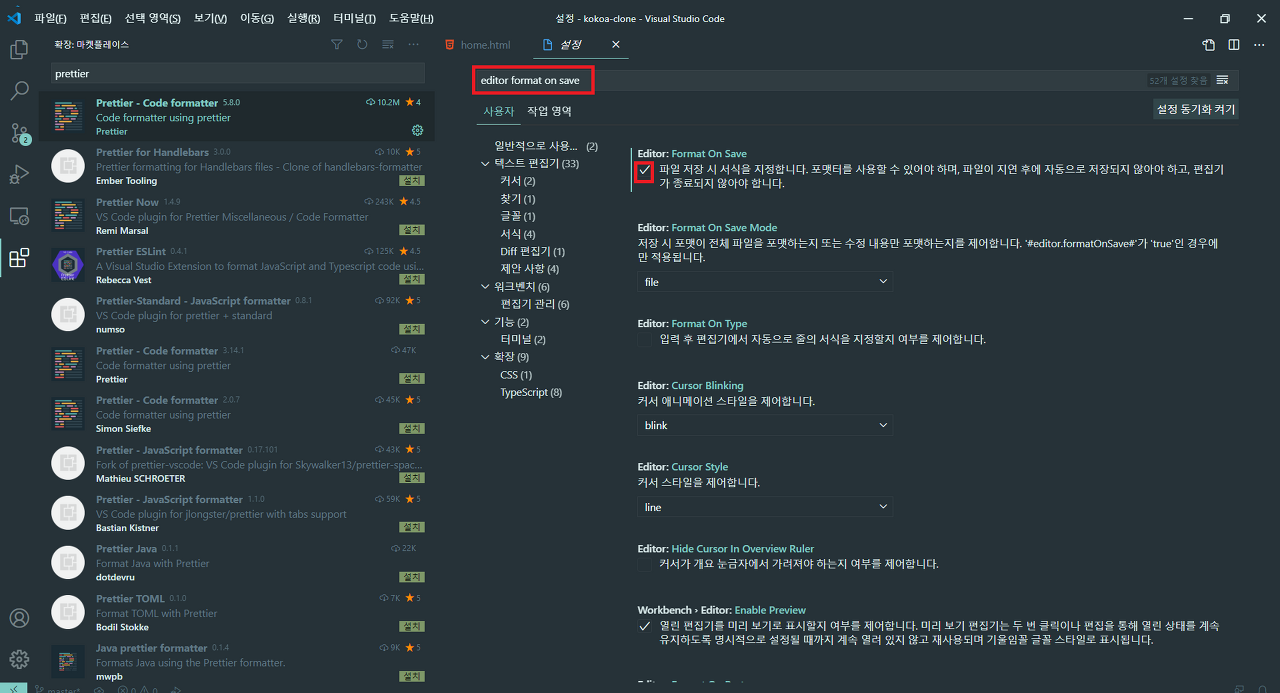 파일(F) 편집(E) 선택 영역(S) 보기(V) 이동(G) 실행(R) 터미널(T) 도움말(H)
설정 - kokoa-clone - Visual Studio Code
확장: 마켓플레이스
prettier
Prettier - Code formatter 5.8.0 10.2M 4
Code formatter using prettier
Prettier
Prettier for Handlebars 3.0.0 10K 5
Prettier formatting for Handlebars files - Clone of handlebars-formatter
Ember Tooling 설치
Prettier Now 1.4.9 243K 4.5
VS Code plugin for Prettier Miscellaneous / Code Formatter
Remi Marsal 설치
Prettier ESLint 0.4.1 125K 4.5
A Visual Studio Extension to format JavaScript and Typescript code usi...
Rebecca Vest 설치
Prettier-Standard - JavaScript formatter 0.8.1 92K 5
VS Code plugin for prettier + standard
numso 설치
Prettier - Code formatter 3.14.1 47K
Code formatter using prettier
Prettier 설치
Prettier - Code formatter 2.0.7 45K 5
Code formatter using prettier
Simon Siefke 설치
Prettier - JavaScript formatter 0.17.101 43K 5
Fork of prettier-vscode: VS Code plugin for Skywalker13/prettier-spac...
Mathieu SCHROETER 설치
Prettier - JavaScript formatter 1.1.0 59K 5
VS Code plugin for jlongster/prettier with tabs support
Bastian Kistner 설치
Prettier Java 0.1.1 22K
Format Java with Prettier
dotdevru 설치
Prettier TOML 0.1.0 7K 5
Format TOML with Prettier
Bodil Stokke 설치
Java prettier formatter 0.1.4 9K 5
Formats Java using the Prettier formatter.
mwpb 설치
2
master*
0 0
home.html
설정
editor format on save
52개 설정 찾음
사용자 작업 영역
설정 동기화 켜기
일반적으로 사용... (2)
텍스트 편집기 (33)
커서 (2)
찾기 (1)
글꼴 (1)
서식 (4)
Diff 편집기 (1)
제안 사항 (4)
워크벤치 (6)
편집기 관리 (6)
기능 (2)
터미널 (2)
확장 (9)
CSS (1)
TypeScript (8)
Editor: Format On Save
파일 저장 시 서식을 지정합니다. 포맷터를 사용할 수 있어야 하며, 파일이 지연 후에 자동으로 저장되지 않아야 하고, 편집기
가 종료되지 않아야 합니다.
Editor: Format On Save Mode
저장 시 포맷이 전체 파일을 포맷하는지 또는 수정 내용만 포맷하는지를 제어합니다. '#editor.formatOnSave#'가 'true'인 경우에
만 적용됩니다.
file
Editor: Format On Type
입력 후 편집기에서 자동으로 줄의 서식을 지정할지 여부를 제어합니다.
Editor: Cursor Blinking
커서 애니메이션 스타일을 제어합니다.
blink
Editor: Cursor Style
커서 스타일을 제어합니다.
line
Editor: Hide Cursor In Overview Ruler
커서가 개요 눈금자에서 가려져야 하는지 여부를 제어합니다.
Workbench › Editor: Enable Preview
열린 편집기를 미리 보기로 표시할지 여부를 제어합니다. 미리 보기 편집기는 두 번 클릭이나 편집을 통해 열린 상태를 계속
유지하도록 명시적으로 설정될 때까지 계속 열려 있지 않고 재사용되며 기울임꼴 글꼴 스타일로 표시됩니다.